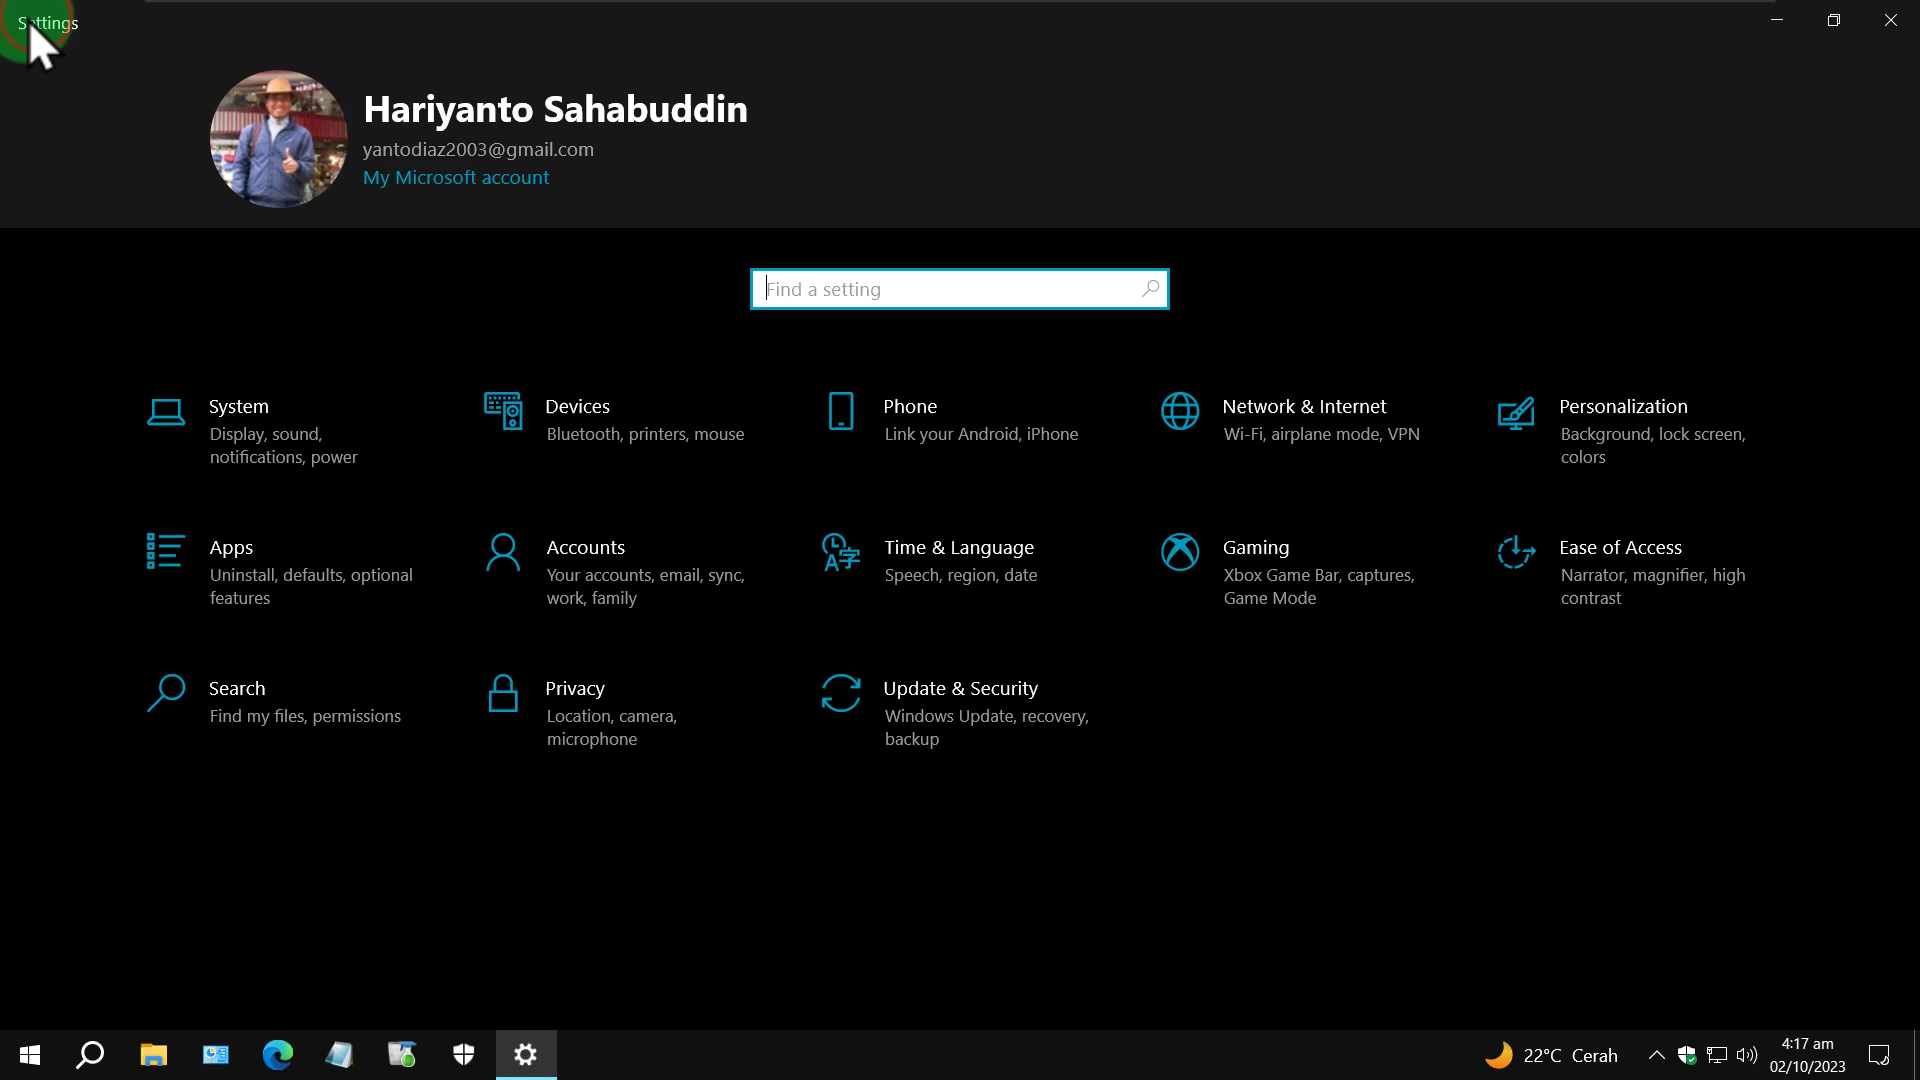 Settings
Hariyanto Sahabuddin
yantodiaz2003@gmail.com
My Microsoft account
Find a setting
System
Display, sound,
notifications, power
Devices
Bluetooth, printers, mouse
Phone
Link your Android, iPhone
Network & Internet
Wi-Fi, airplane mode, VPN
Personalization
Background, lock screen,
colors
Apps
Uninstall, defaults, optional
features
Accounts
Your accounts, email, sync,
work, family
Time & Language
Speech, region, date
Gaming
Xbox Game Bar, captures,
Game Mode
Ease of Access
Narrator, magnifier, high
contrast
Search
Find my files, permissions
Privacy
Location, camera,
microphone
Update & Security
Windows Update, recovery,
backup
22°C Cerah
4:17 am
02/10/2023